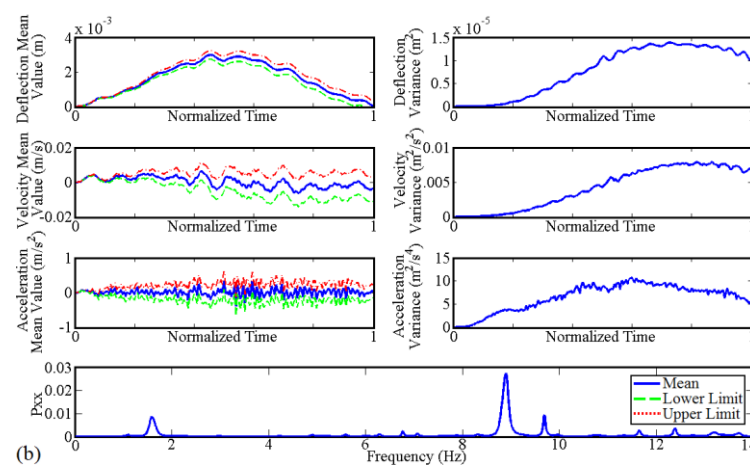 x 10⁻³
Deflection Mean
Value (m)
4
2
0
0
Normalized Time
1
x 10⁻⁵
Deflection
Variance (m²)
1.5
1
0.5
0
0
Normalized Time
1
Velocity Mean
Value (m/s)
0.02
0
-0.02
0
Normalized Time
1
Velocity
Variance (m²/s²)
0.01
0.005
0
0
Normalized Time
1
Acceleration
Mean Value (m/s²)
1
0
-1
0
Normalized Time
1
Acceleration
Variance (m²/s⁴)
15
10
5
0
0
Normalized Time
1
Pxx
0.03
0.02
0.01
0
0
2
4
6
8
10
12
14
Frequency (Hz)
Mean
Lower Limit
Upper Limit
(b)